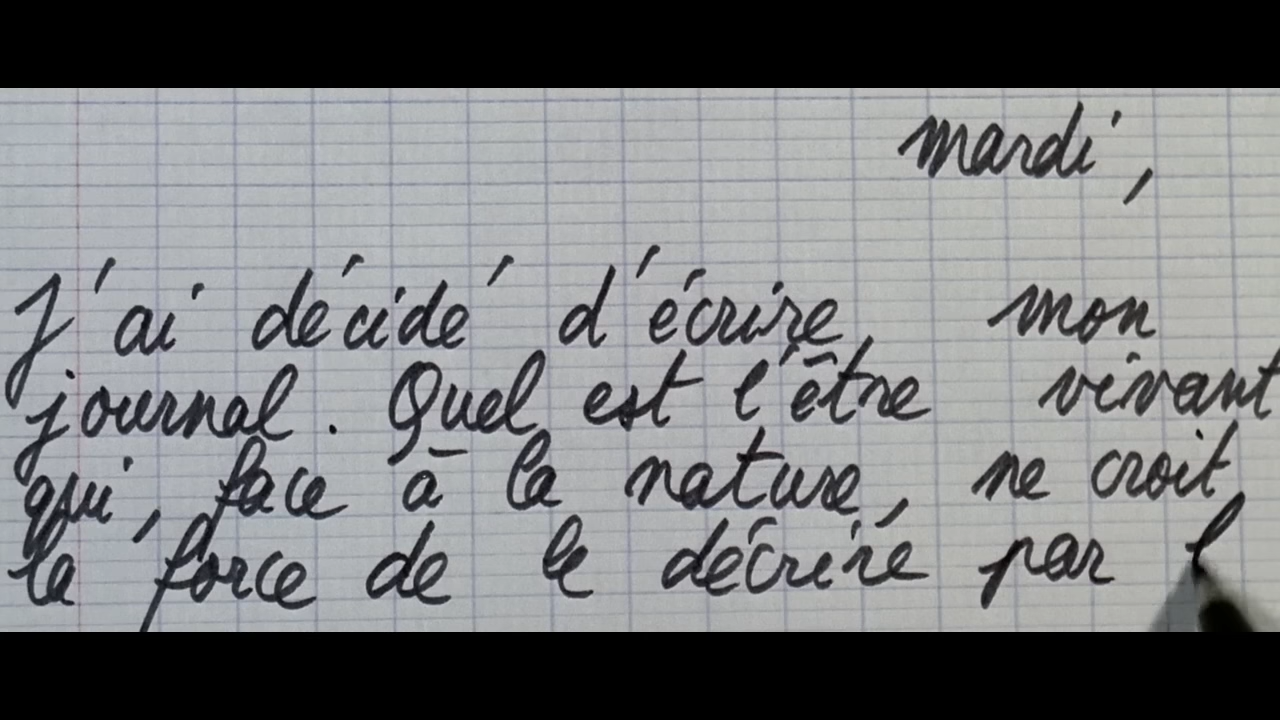 mardi,
J'ai décidé d'écrire mon
journal. Quel est l'être vivant
qui, face à la nature, ne croit,
la force de le décrire par l